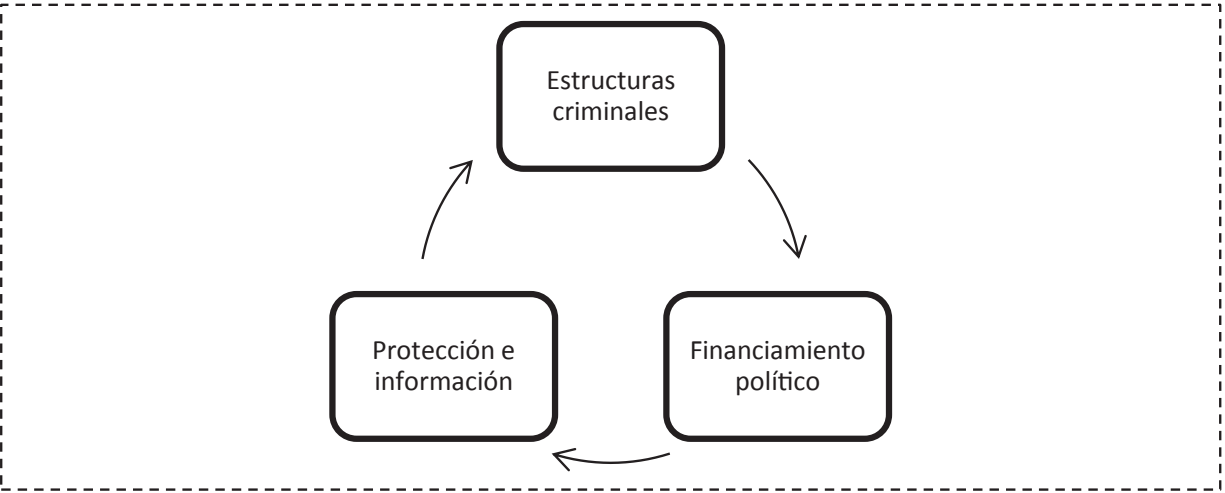 Estructuras
criminales
Protección e
información
Financiamiento
político